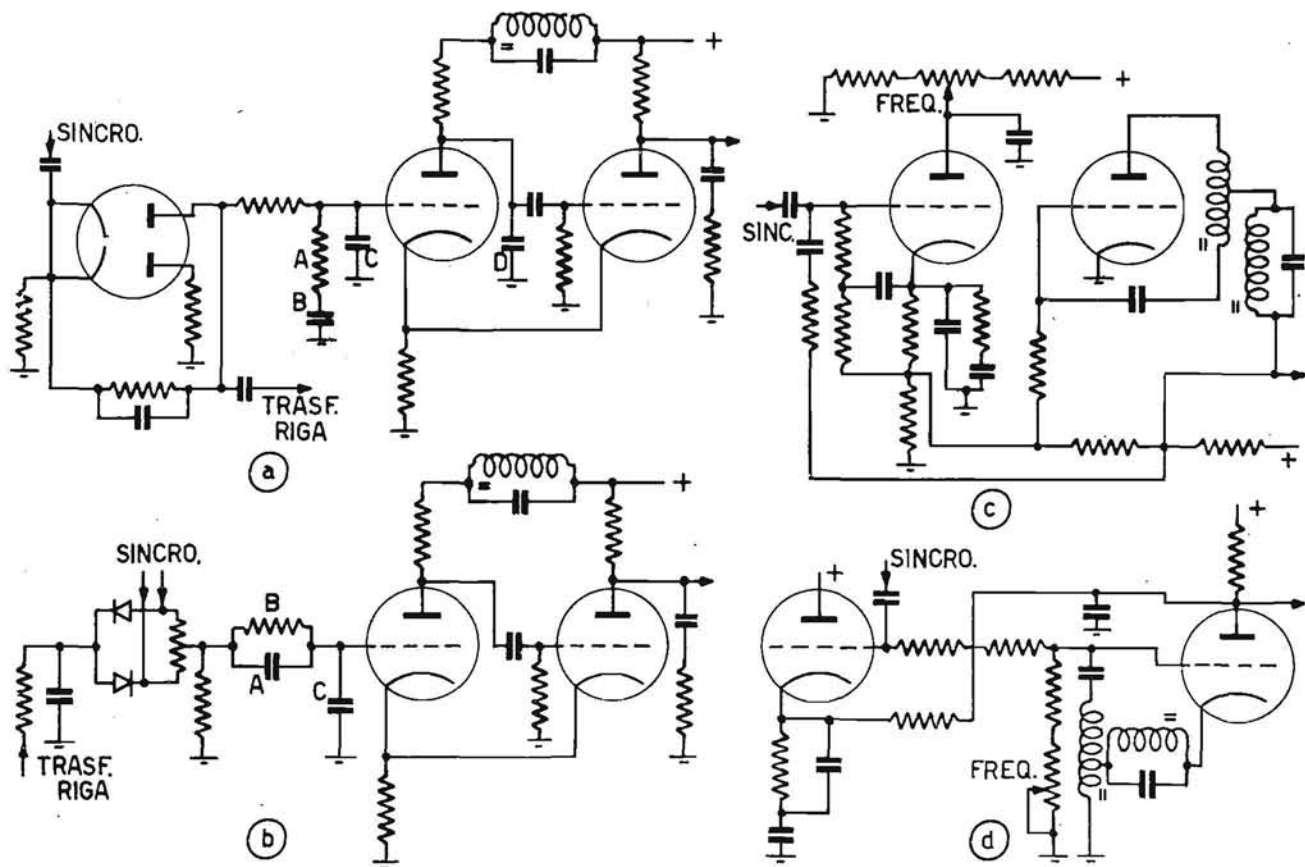 SINCRO.
A
B
C
D
TRASF.
RIGA
a
+
FREQ.
+
SINC.
+
c
SINCRO.
TRASF.
RIGA
B
A
C
+
b
SINCRO.
+
+
FREQ.
d